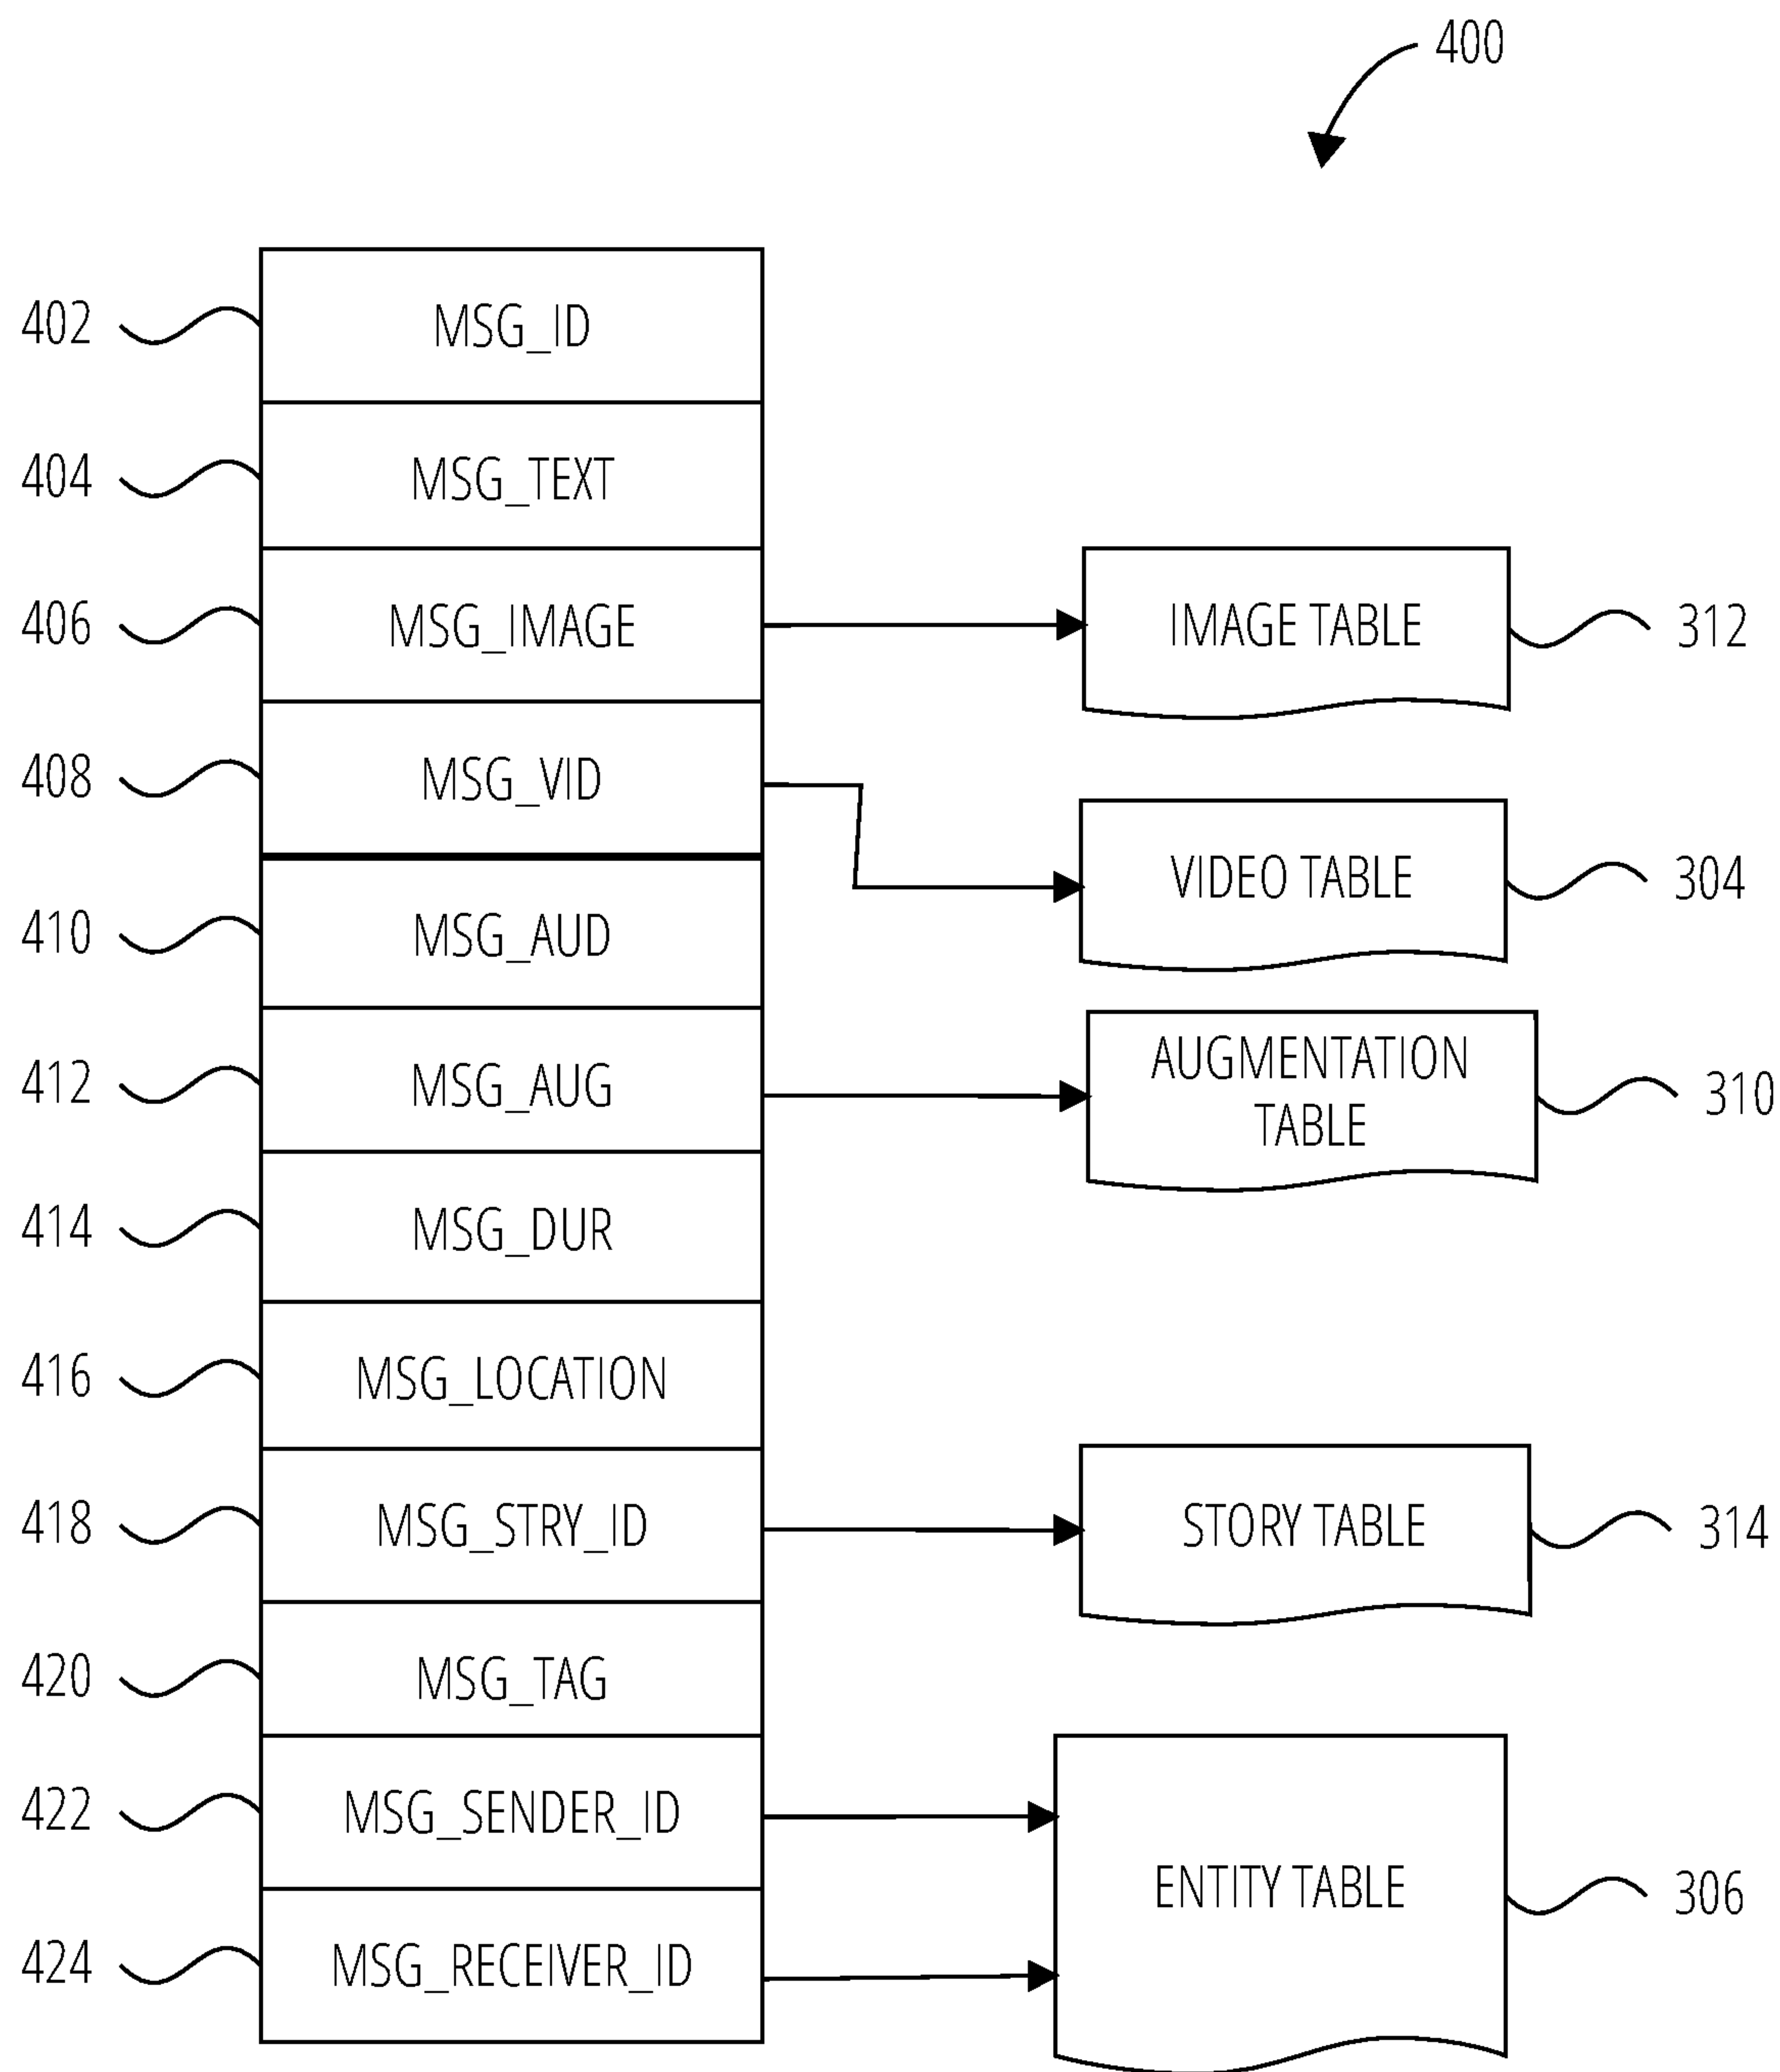 400
402 MSG_ID
404 MSG_TEXT
406 MSG_IMAGE IMAGE TABLE 312
408 MSG_VID
VIDEO TABLE 304
410 MSG_AUD
412 MSG_AUG AUGMENTATION
TABLE 310
414 MSG_DUR
416 MSG_LOCATION
418 MSG_STRY_ID STORY TABLE 314
420 MSG_TAG
422 MSG_SENDER_ID
ENTITY TABLE 306
424 MSG_RECEIVER_ID